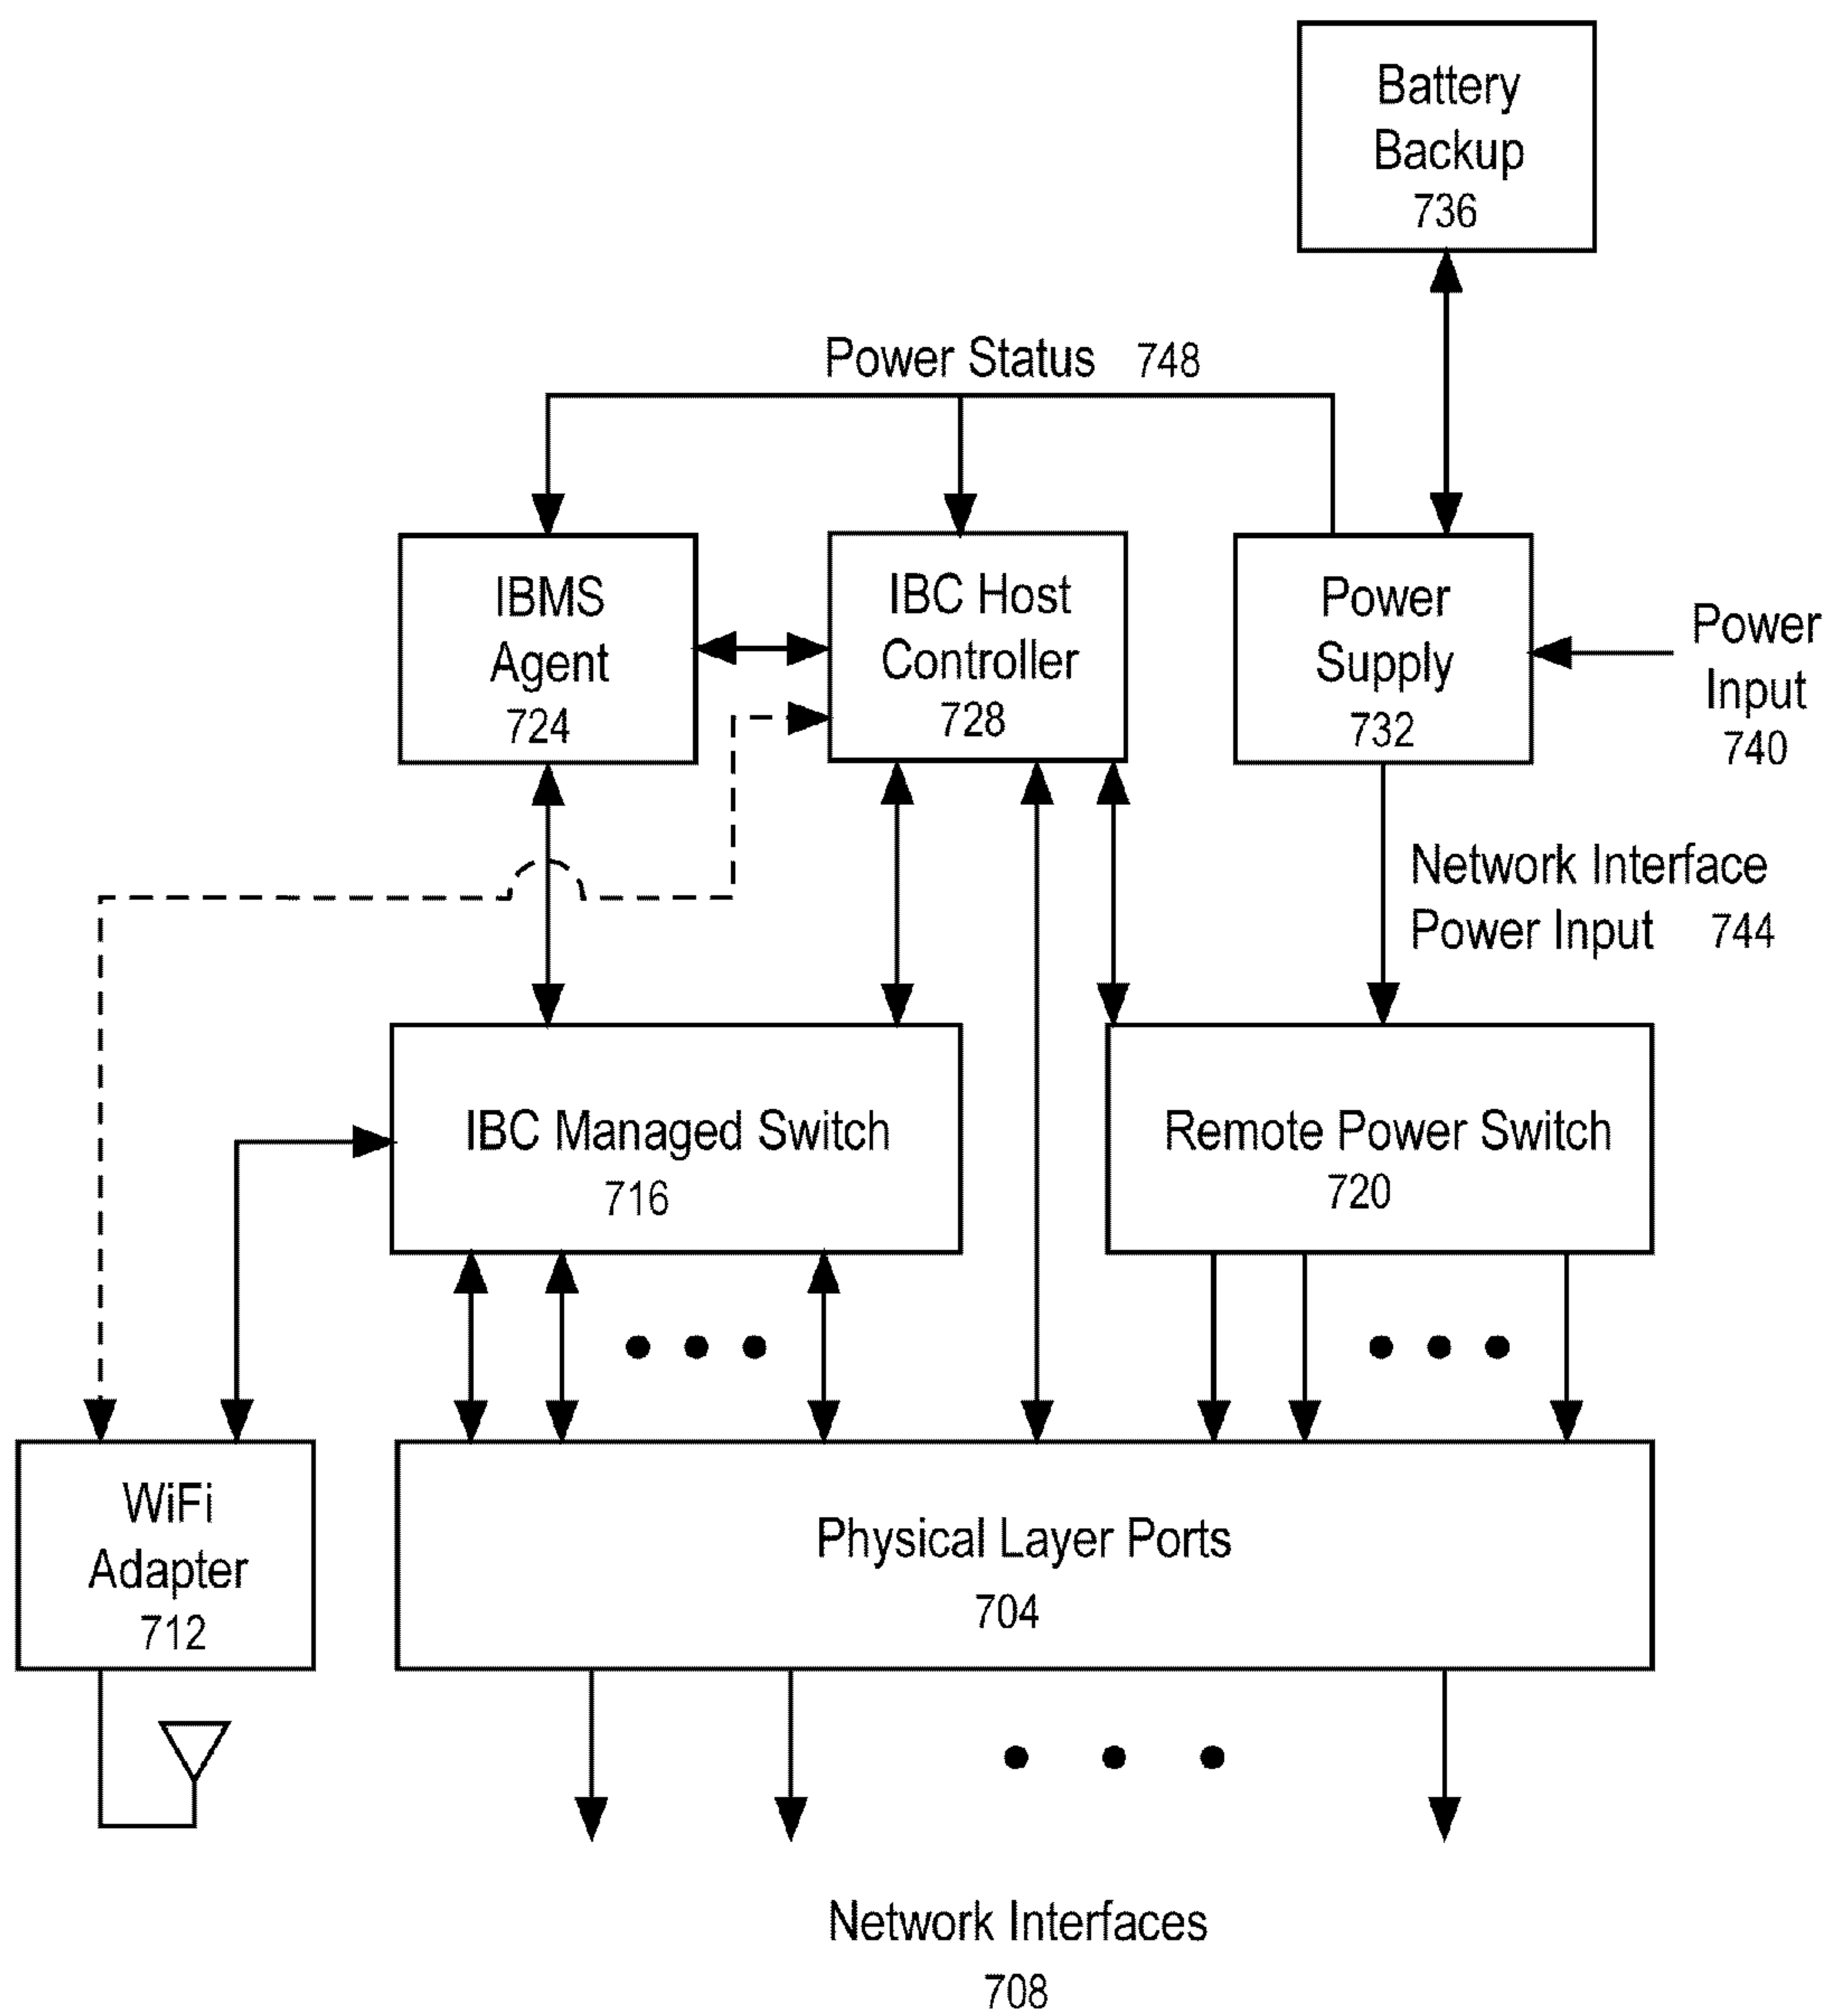 Battery
Backup
736
Power Status 748
IBMS
Agent
724
IBC Host
Controller
728
Power
Supply
732
Power
Input
740
Network Interface
Power Input 744
IBC Managed Switch
716
Remote Power Switch
720
WiFi
Adapter
712
Physical Layer Ports
704
Network Interfaces
708